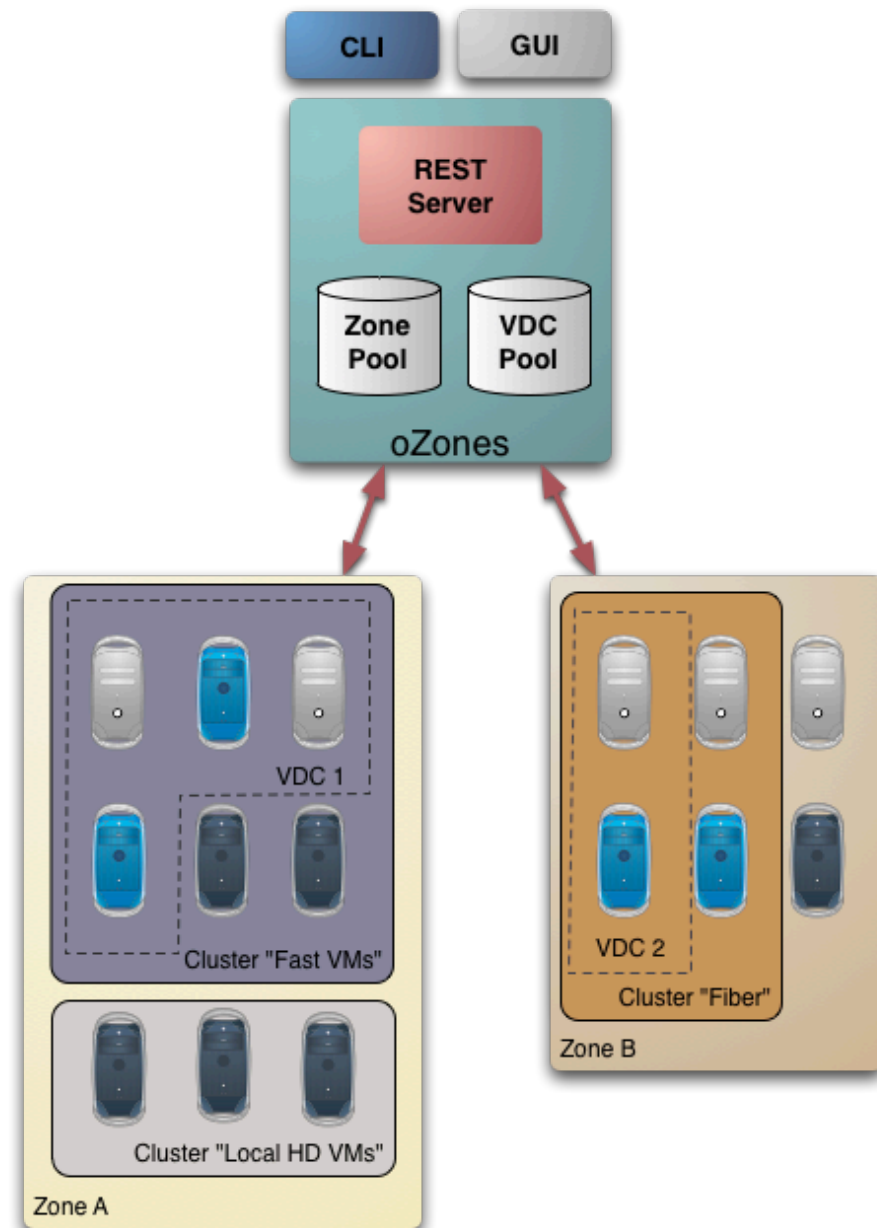 CLI
GUI
REST
Server
Zone
Pool
VDC
Pool
oZones
VDC 1
Cluster "Fast VMs"
Cluster "Local HD VMs"
Zone A
VDC 2
Cluster "Fiber"
Zone B